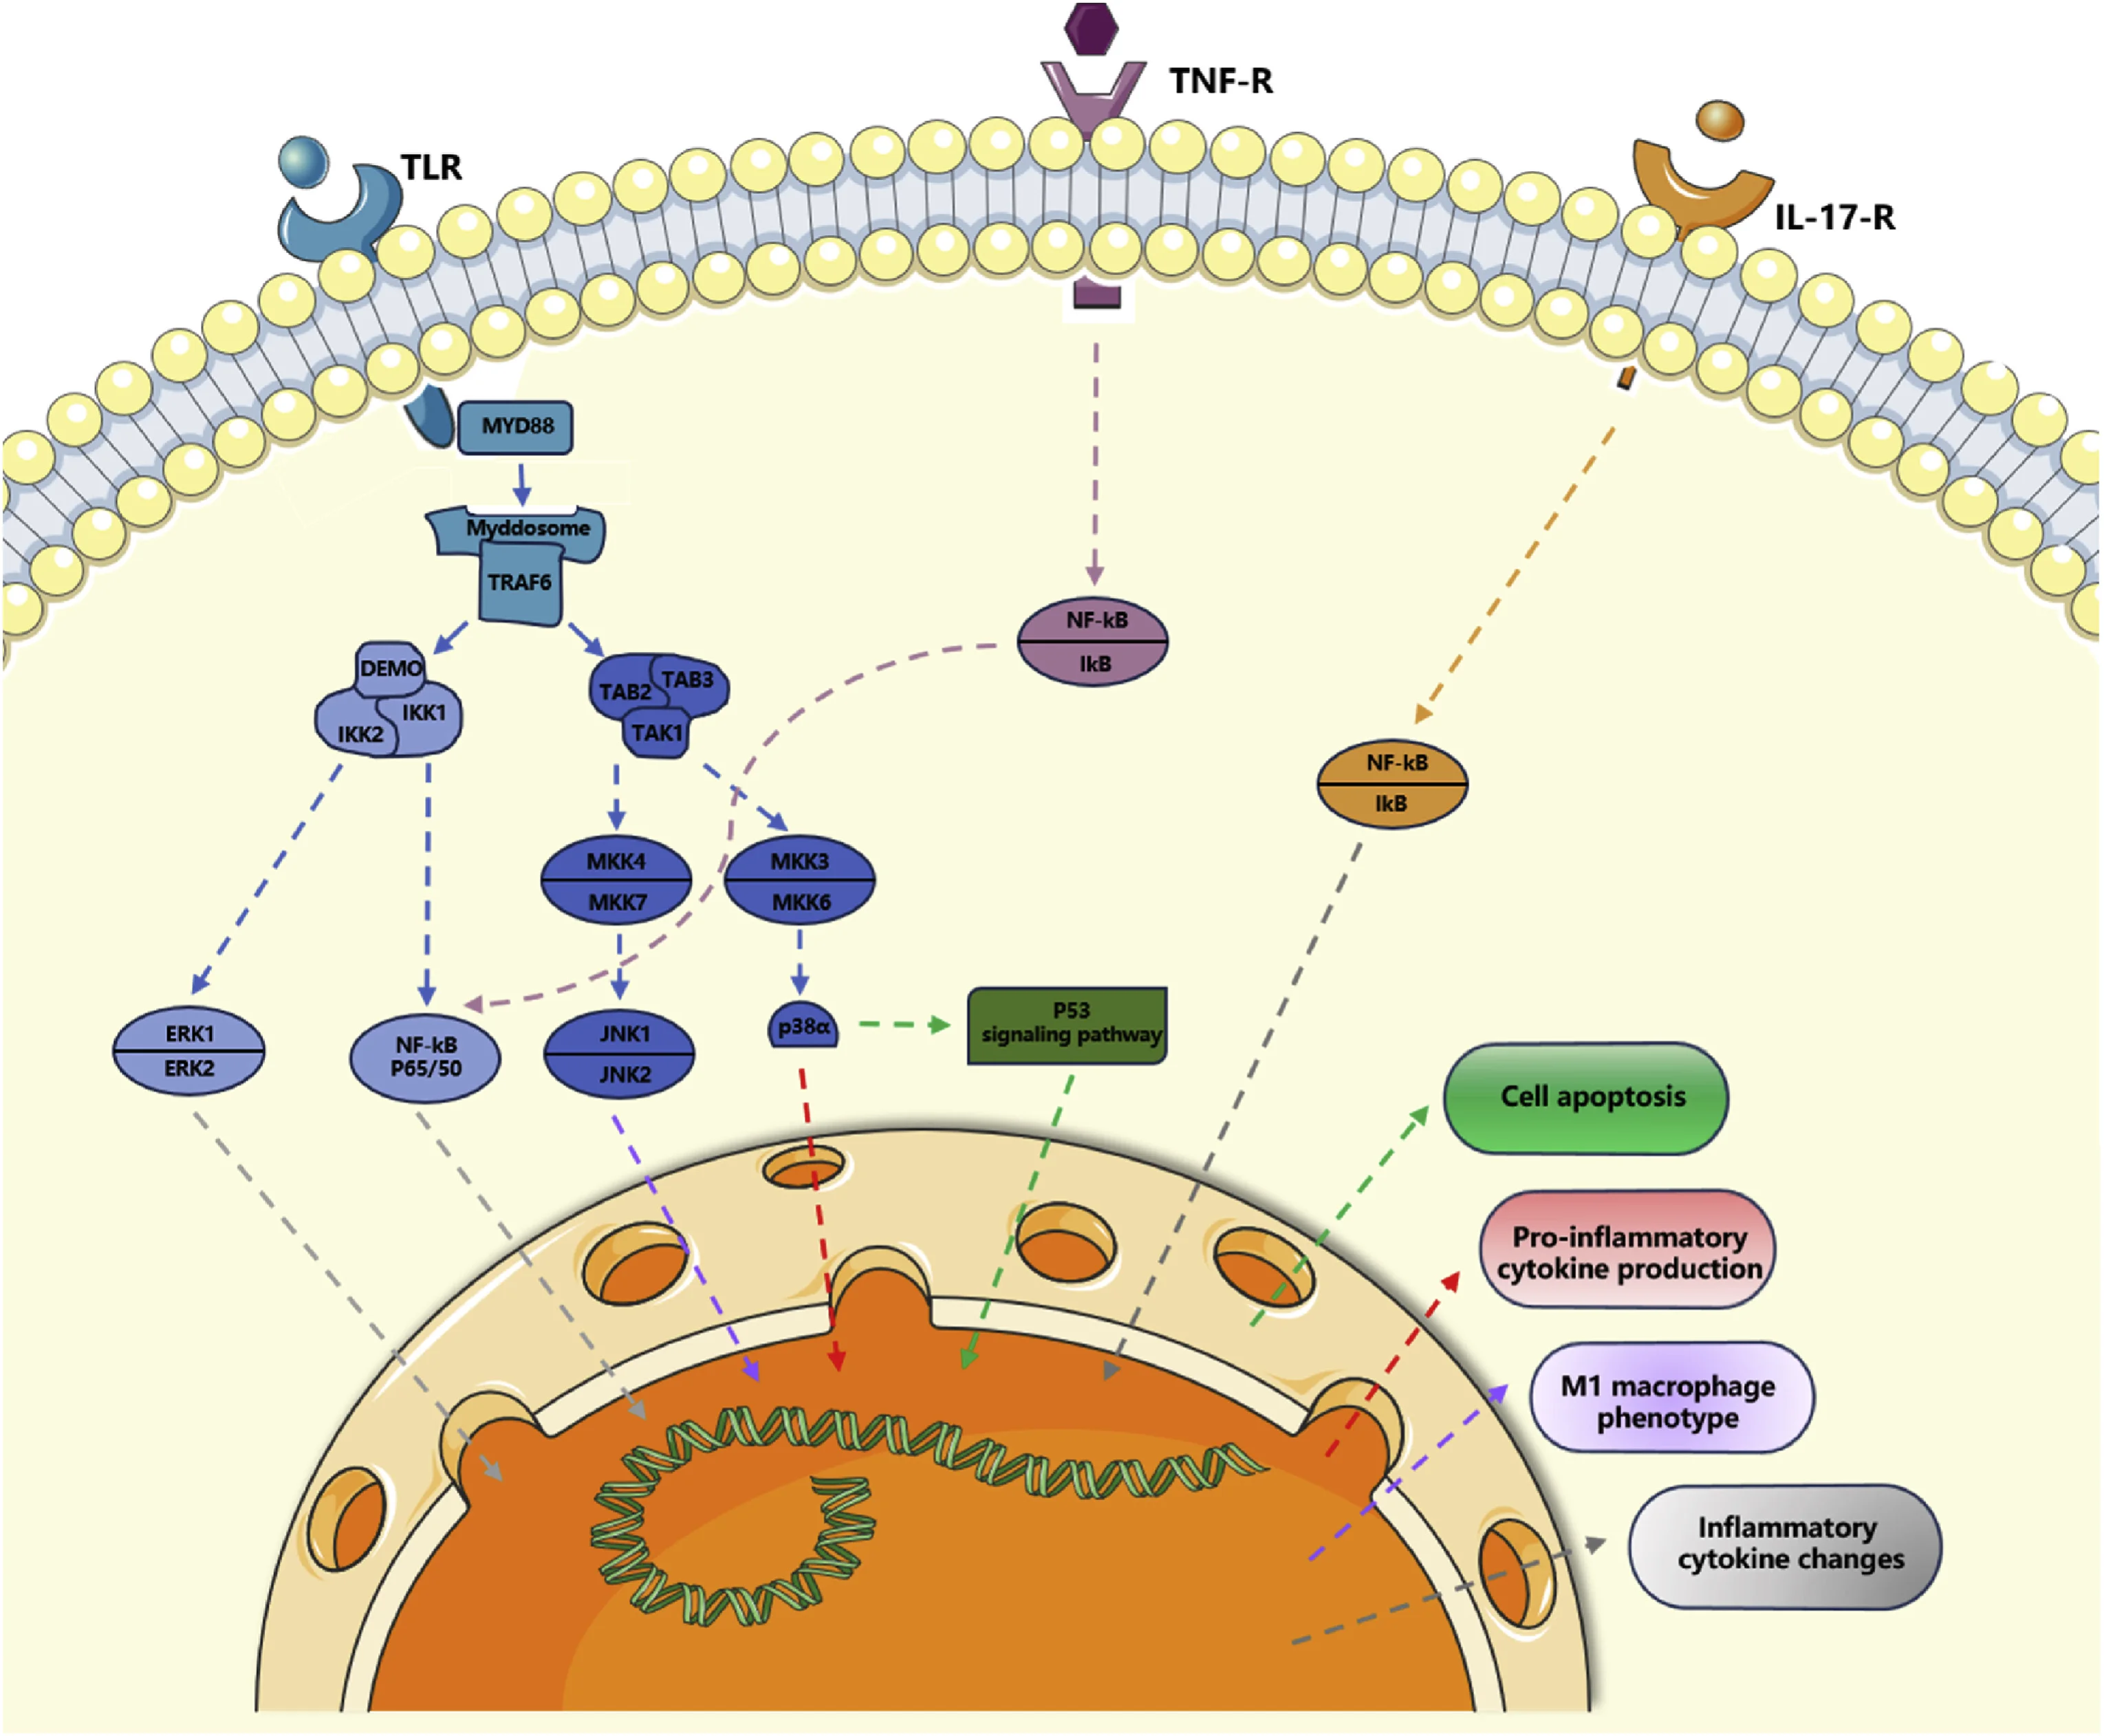 TNF-R
TLR
IL-17-R
MYD88
Myddosome
TRAF6
NF-kB
IkB
DEMO
IKK1
IKK2
TAB2
TAB3
TAK1
NF-kB
IkB
MKK4
MKK7
MKK3
MKK6
ERK1
ERK2
NF-kB
P65/50
JNK1
JNK2
p38α
P53
signaling pathway
Cell apoptosis
Pro-inflammatory
cytokine production
M1 macrophage
phenotype
Inflammatory
cytokine changes